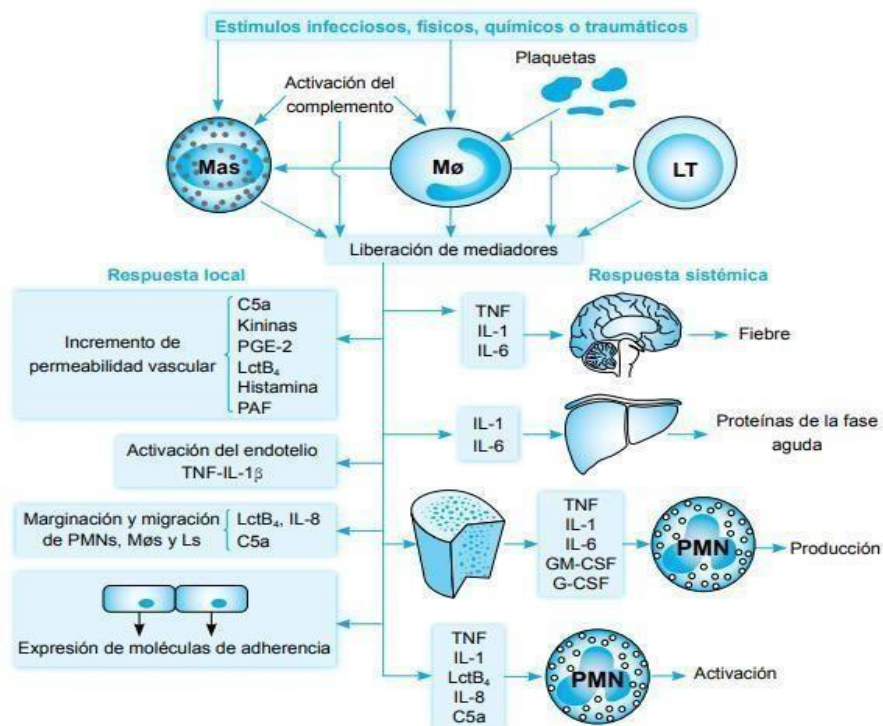 Estímulos infecciosos, físicos, químicos o traumáticos
Plaquetas
Activación del
complemento
Mas
Mø
LT
Liberación de mediadores
Respuesta local
Incremento de
permeabilidad vascular
C5a
Kininas
PGE-2
LctB₄
Histamina
PAF
Activación del endotelio
TNF-IL-1β
Marginación y migración
de PMNs, Møs y Ls
LctB₄, IL-8
C5a
Expresión de moléculas de adherencia
Respuesta sistémica
TNF
IL-1
IL-6
Fiebre
IL-1
IL-6
Proteínas de la fase
aguda
TNF
IL-1
IL-6
GM-CSF
G-CSF
PMN
Producción
TNF
IL-1
LctB₄
IL-8
C5a
PMN
Activación